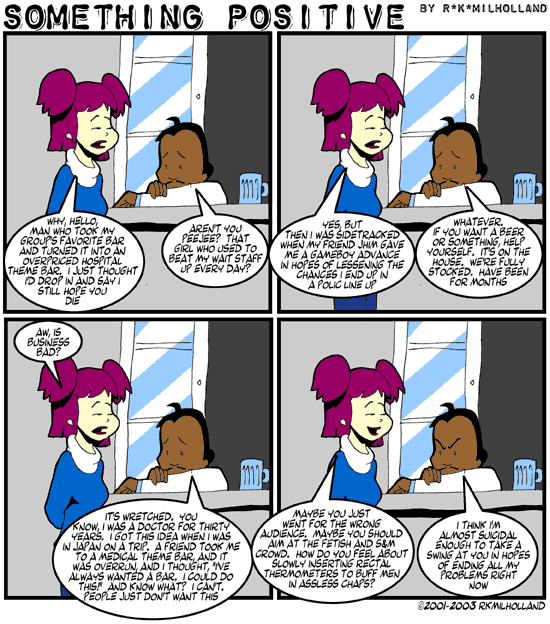 SOMETHING POSITIVE BY R*K*MILHOLLAND
WHY, HELLO,
MAN WHO TOOK MY
GROUP'S FAVORITE BAR
AND TURNED IT INTO AN
OVERPRICED HOSPITAL
THEME BAR. I JUST THOUGHT
I'D DROP IN AND SAY I
STILL HOPE YOU
DIE
AREN'T YOU
PEEJEE? THAT
GIRL WHO USED TO
BEAT MY WAIT STAFF
UP EVERY DAY?
YES, BUT
THEN I WAS SIDETRACKED
WHEN MY FRIEND JHIM GAVE
ME A GAMEBOY ADVANCE
IN HOPES OF LESSENING THE
CHANCES I END UP IN
A POLIC LINE UP
WHATEVER.
IF YOU WANT A BEER
OR SOMETHING, HELP
YOURSELF. IT'S ON THE
HOUSE. WE'RE FULLY
STOCKED. HAVE BEEN
FOR MONTHS
AW, IS
BUSINESS
BAD?
IT'S WRETCHED. YOU
KNOW, I WAS A DOCTOR FOR THIRTY
YEARS. I GOT THIS IDEA WHEN I WAS
IN JAPAN ON A TRIP. A FRIEND TOOK ME
TO A MEDICAL THEME BAR, AND IT
WAS OVERRUN, AND I THOUGHT, "I'VE
ALWAYS WANTED A BAR. I COULD DO
THIS!" AND KNOW WHAT? I CAN'T.
PEOPLE JUST DON'T WANT THIS
MAYBE YOU JUST
WENT FOR THE WRONG
AUDIENCE. MAYBE YOU SHOULD
AIM AT THE FETISH AND S&M
CROWD. HOW DO YOU FEEL ABOUT
SLOWLY INSERTING RECTAL
THERMOMETERS TO BUFF MEN
IN ASSLESS CHAPS?
I THINK I'M
ALMOST SUICIDAL
ENOUGH TO TAKE A
SWING AT YOU IN HOPES
OF ENDING ALL MY
PROBLEMS RIGHT
NOW
©2001-2003 RKMILHOLLAND